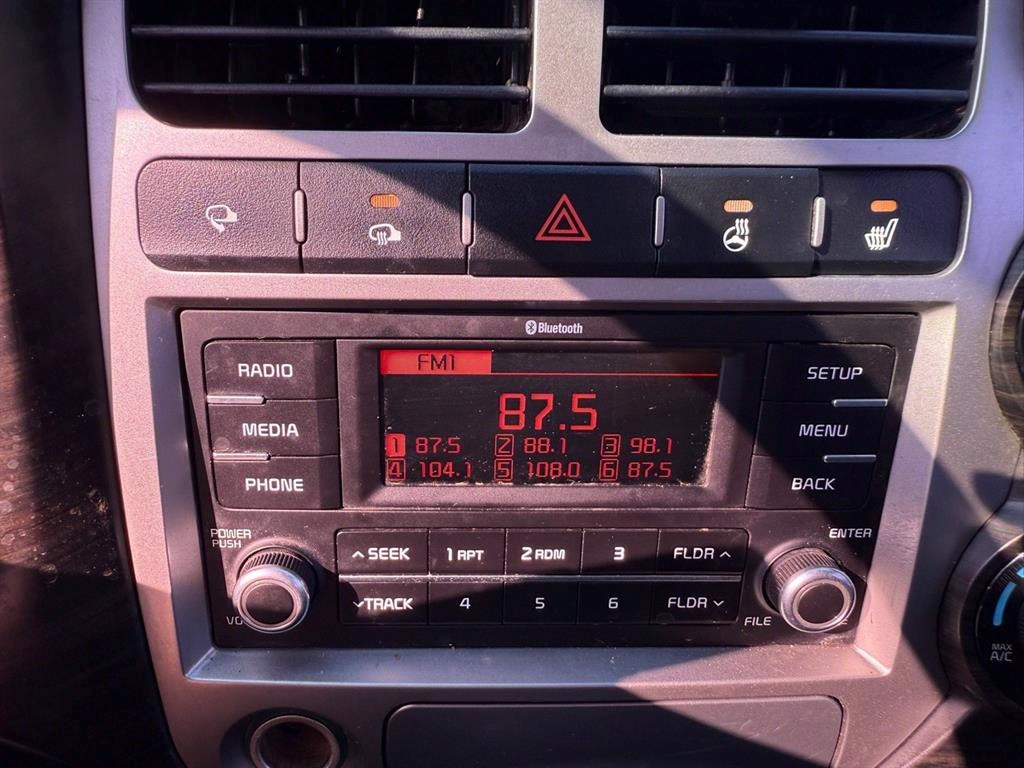 Bluetooth
RADIO
MEDIA
PHONE
FM1
87.5
1 87.5 2 88.1 3 98.1
4 104.1 5 108.0 6 87.5
SETUP
MENU
BACK
POWER
PUSH
VO
SEEK 1 RPT 2 RDM 3 FLDR
TRACK 4 5 6 FLDR
ENTER
FILE
MAX
A/C